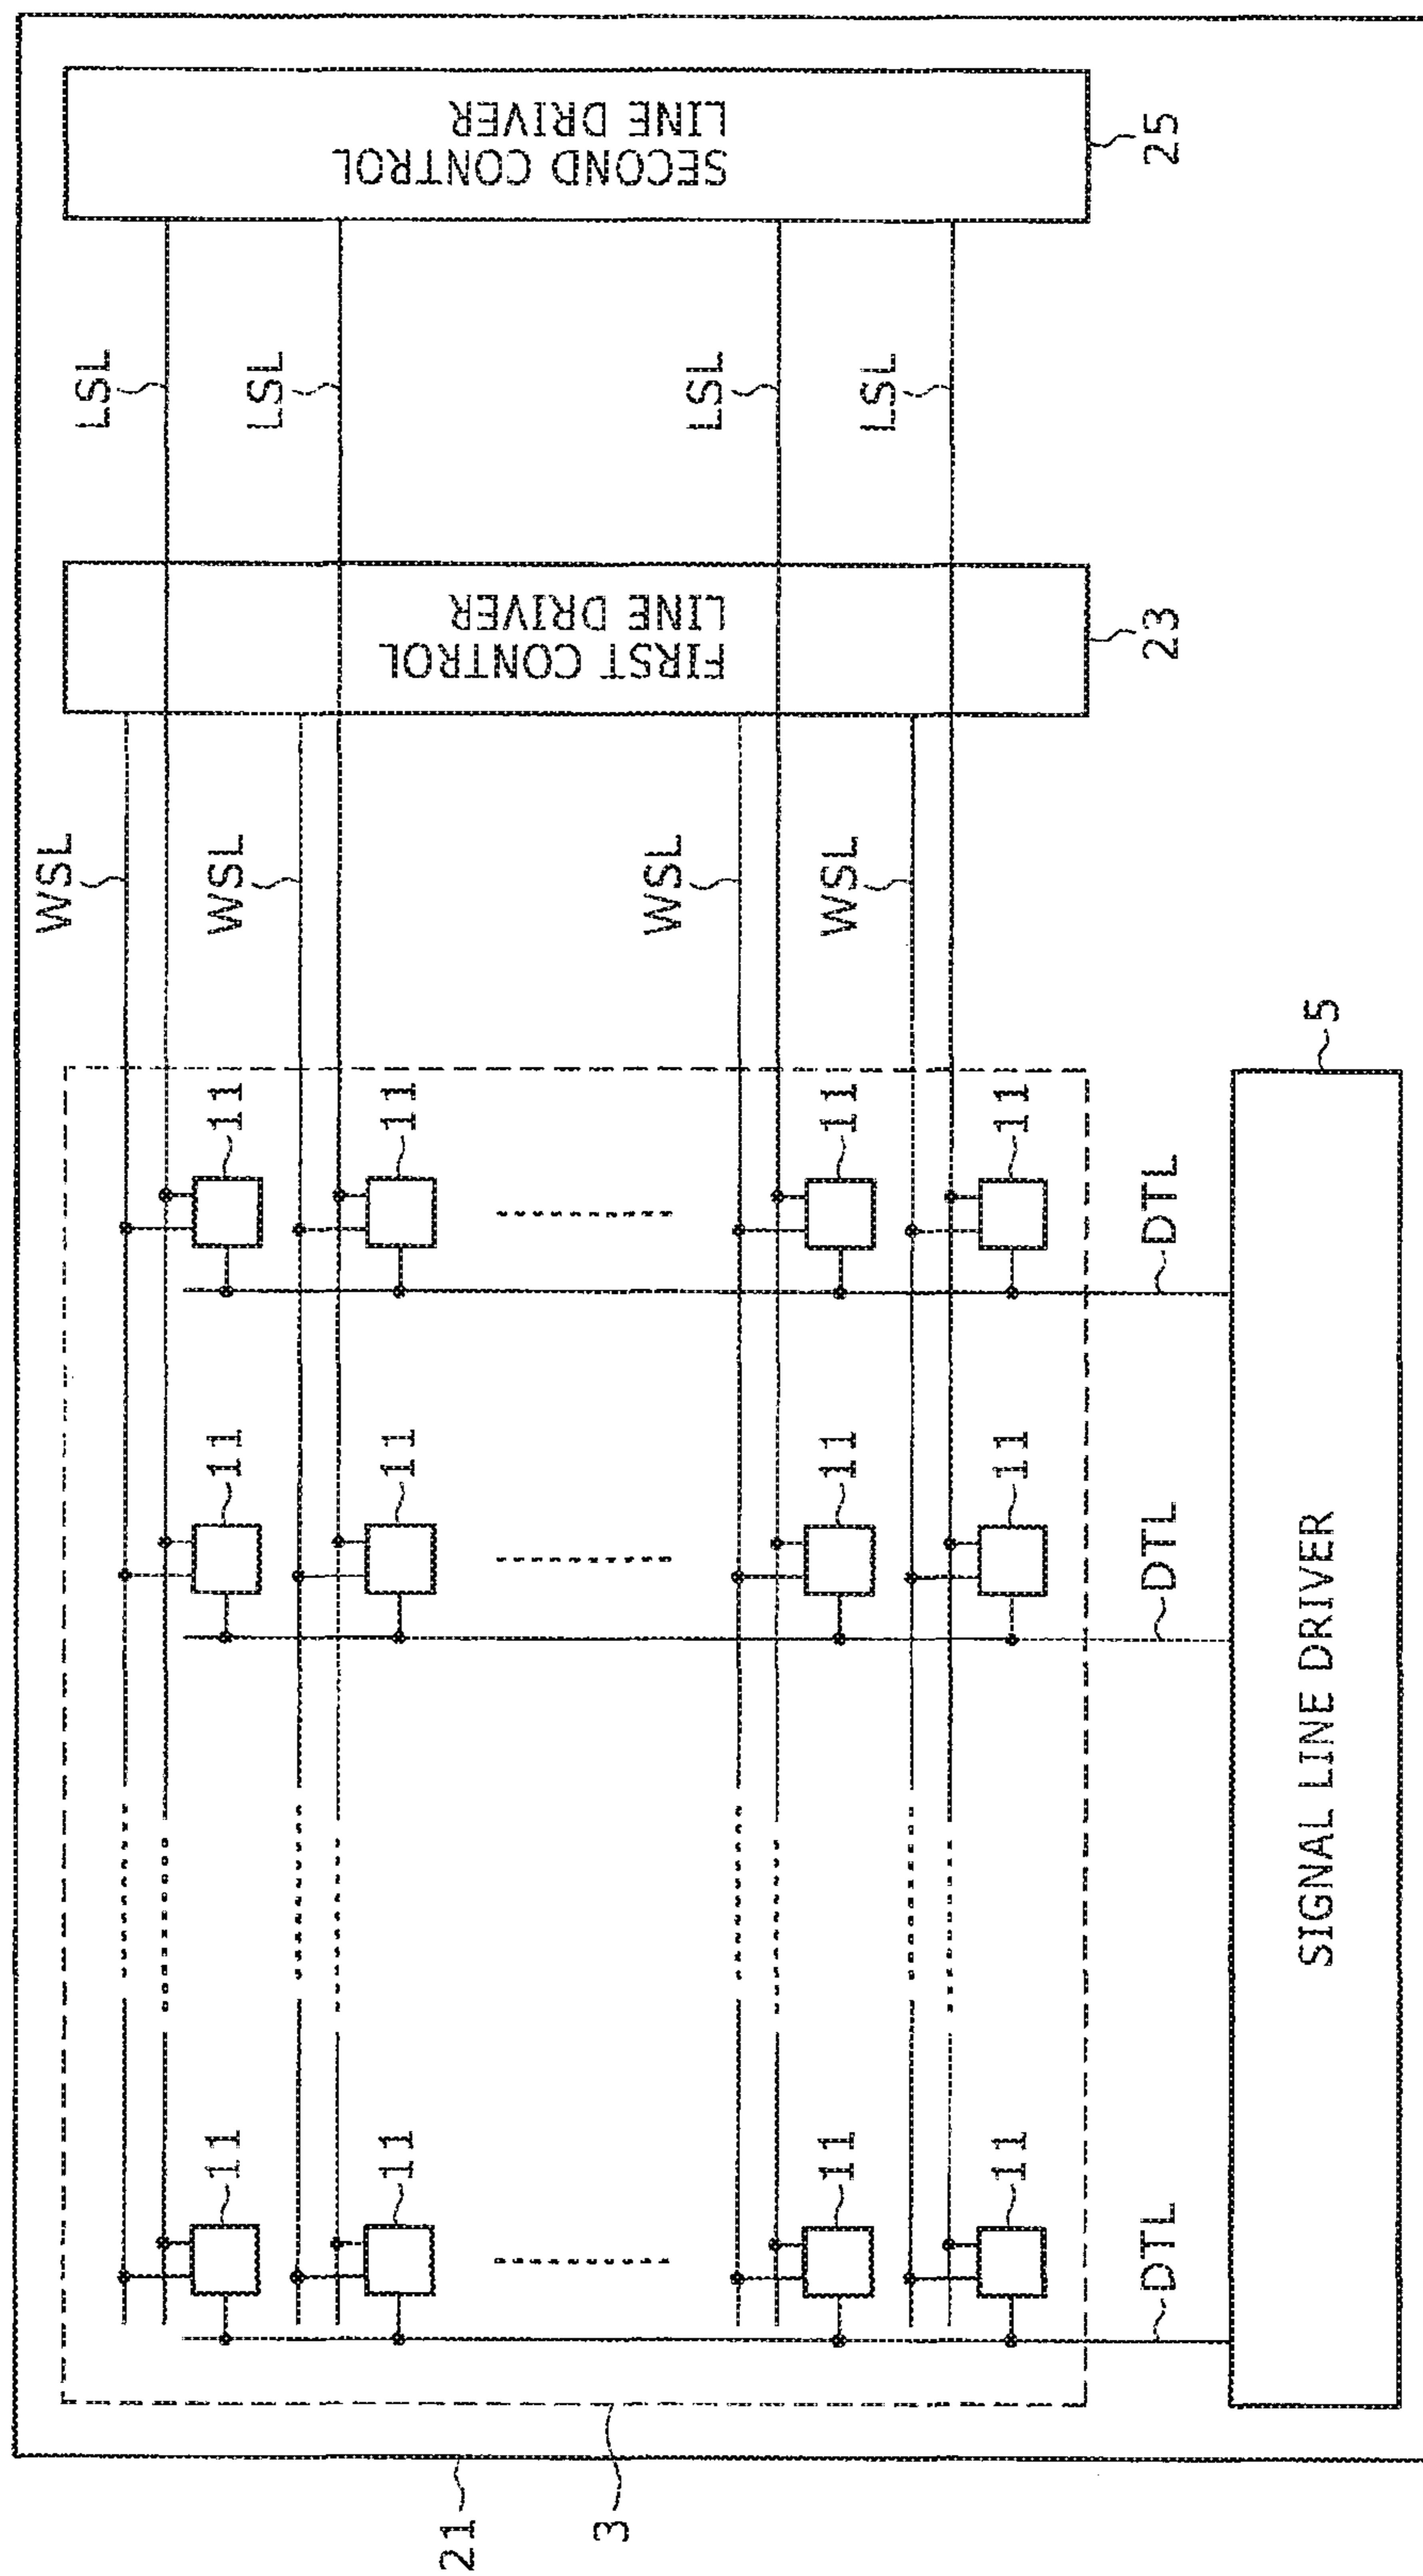 SECOND CONTROL
LINE DRIVER
25
LSL
LSL
LSL
LSL
FIRST CONTROL
LINE DRIVER
23
WSL
WSL
WSL
WSL
5
11
11
11
11
DTL
11
11
11
11
DTL
SIGNAL LINE DRIVER
11
11
11
11
DTL
21
3